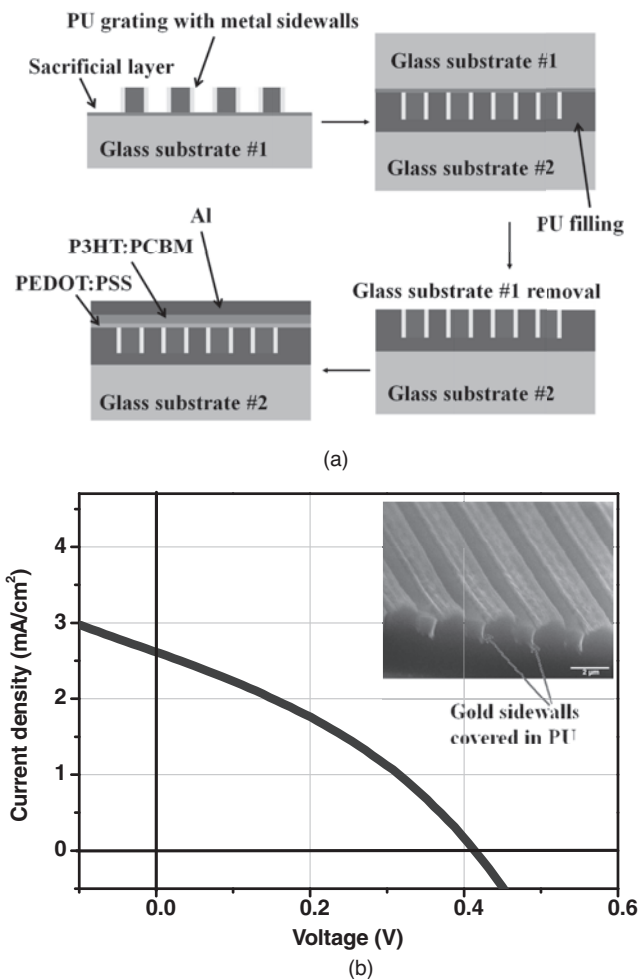 PU grating with metal sidewalls
Sacrificial layer
Glass substrate #1
Glass substrate #1
Glass substrate #2
PU filling
Al
P3HT:PCBM
PEDOT:PSS
Glass substrate #2
Glass substrate #1 removal
Glass substrate #2
(a)
Current density (mA/cm²)
4
3
2
1
0
0.0
0.2
0.4
0.6
Voltage (V)
2 µm
Gold sidewalls
covered in PU
(b)